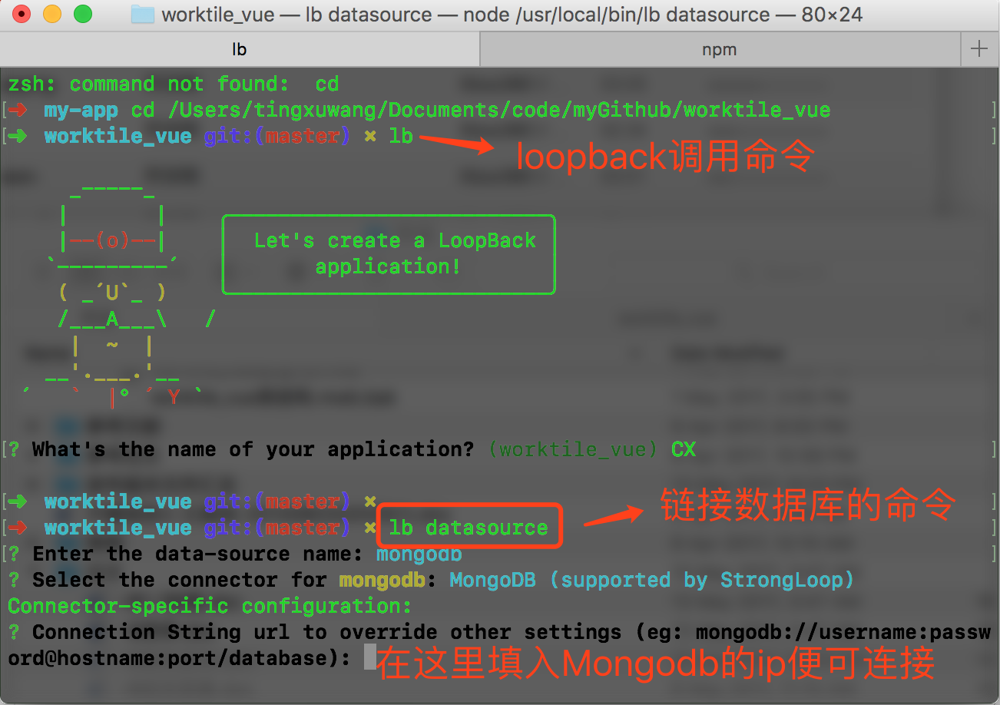 worktile_vue — lb datasource — node /usr/local/bin/lb datasource — 80×24
lb
npm
zsh: command not found:  cd
[➜  my-app cd /Users/tingxuwang/Documents/code/myGithub/worktile_vue ]
[➜  worktile_vue git:(master) × lb ]
loopback调用命令
     _-----_
    |       |
    |--(o)--|
   `---------´
    ( _´U`_ )
    /___A___\   /
     |  ~  |
   __'.___.'__
 ´   `  |° ´ Y `
Let's create a LoopBack
application!
[? What's the name of your application? (worktile_vue) CX ]
[➜  worktile_vue git:(master) × ]
链接数据库的命令
[➜  worktile_vue git:(master) × lb datasource ]
[? Enter the data-source name: mongodb ]
? Select the connector for mongodb: MongoDB (supported by StrongLoop)
Connector-specific configuration:
? Connection String url to override other settings (eg: mongodb://username:passw
ord@hostname:port/database):
在这里填入Mongodb的ip便可连接